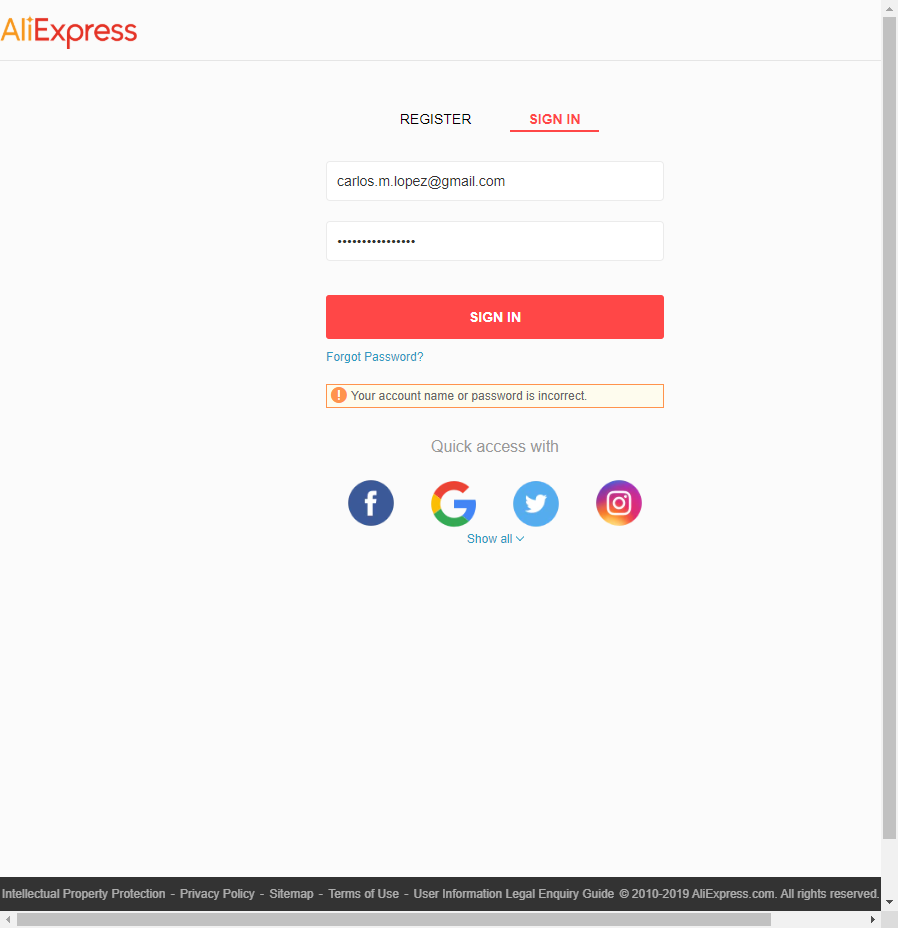 AliExpress
REGISTER
SIGN IN
carlos.m.lopez@gmail.com
••••••••••••••••
SIGN IN
Forgot Password?
! Your account name or password is incorrect.
Quick access with
Show all
Intellectual Property Protection - Privacy Policy - Sitemap - Terms of Use - User Information Legal Enquiry Guide © 2010-2019 AliExpress.com. All rights reserved.